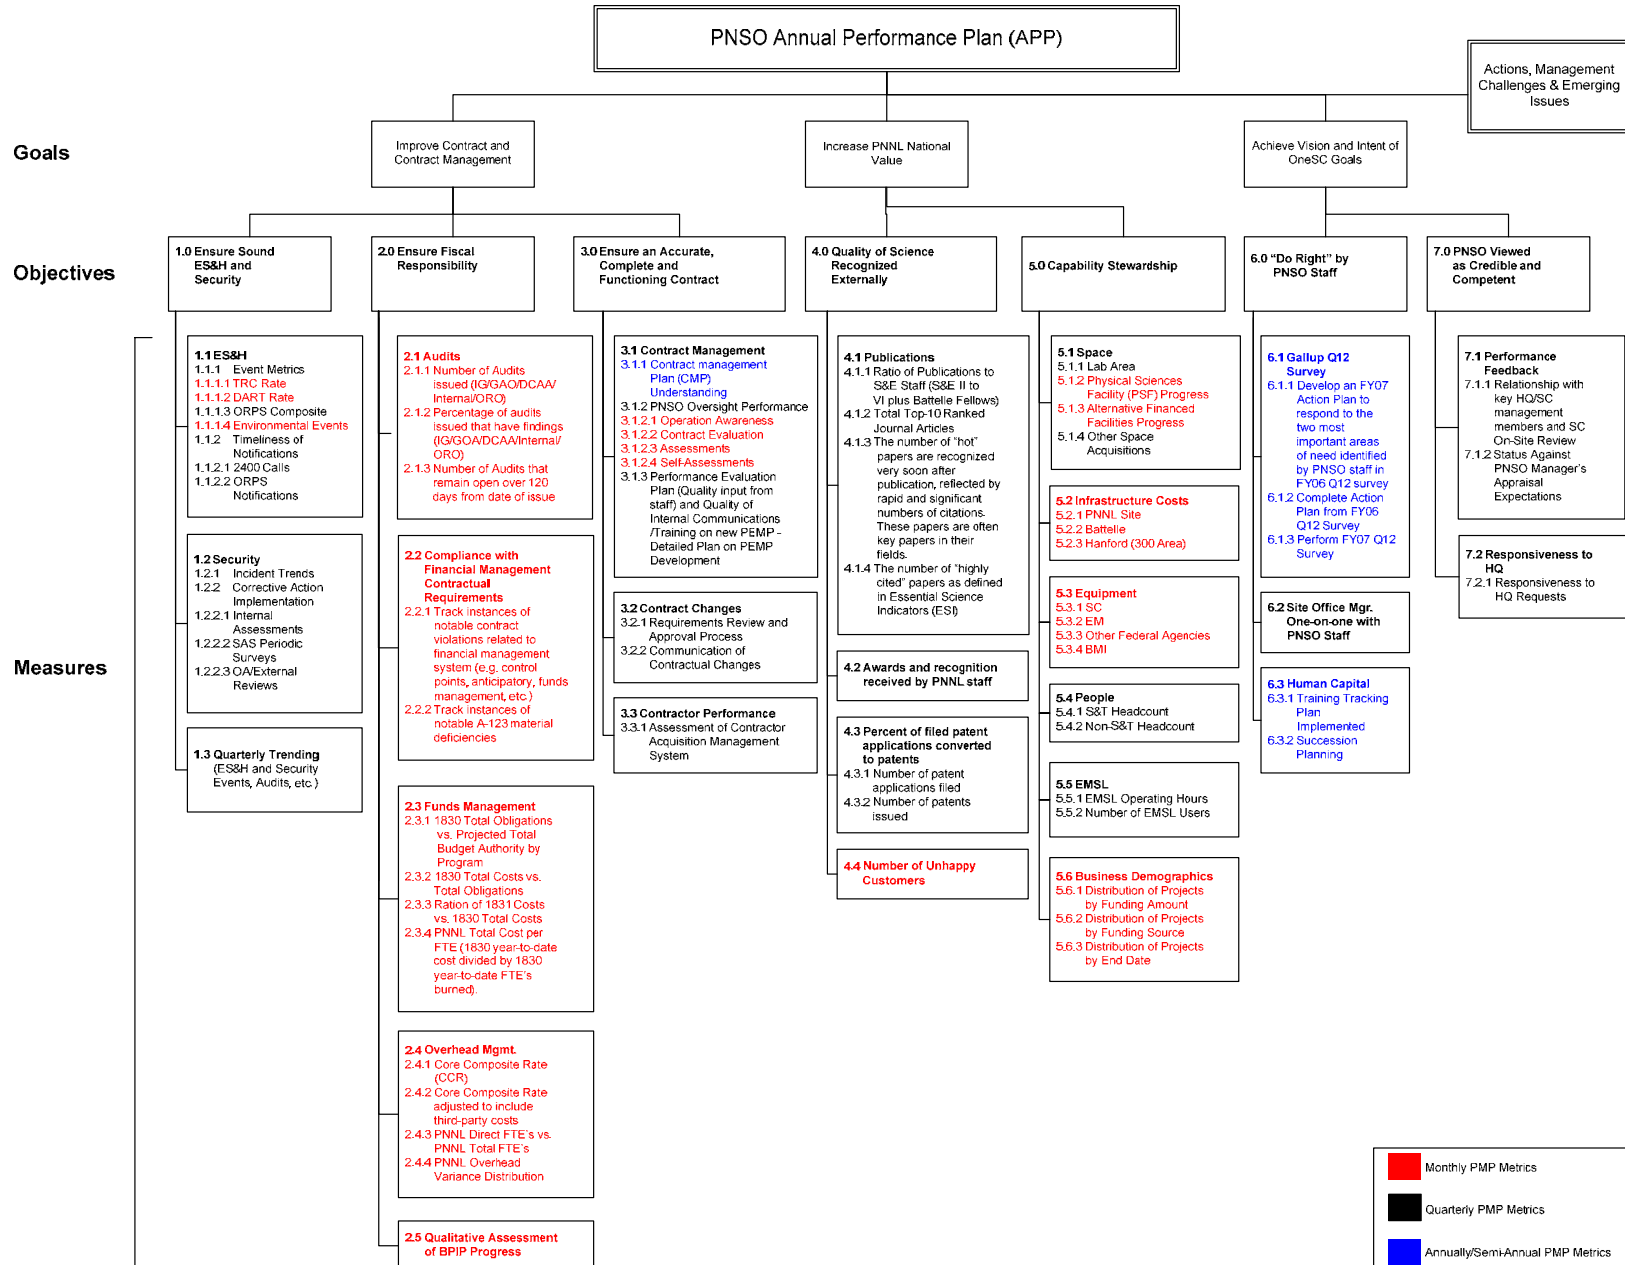 PNSO Annual Performance Plan (APP)
Actions, Management
Challenges & Emerging
Issues
Goals
Improve Contract and
Contract Management
Increase PNNL National
Value
Achieve Vision and Intent of
OneSC Goals
Objectives
1.0 Ensure Sound
ES&H and
Security
2.0 Ensure Fiscal
Responsibility
3.0 Ensure an Accurate,
Complete and
Functioning Contract
4.0 Quality of Science
Recognized
Externally
5.0 Capability Stewardship
6.0 "Do Right" by
PNSO Staff
7.0 PNSO Viewed
as Credible and
Competent
Measures
1.1 ES&H
1.1.1 Event Metrics
1.1.1.1 TRC Rate
1.1.1.2 DART Rate
1.1.1.3 ORPS Composite
1.1.1.4 Environmental Events
1.1.2 Timeliness of
Notifications
1.1.2.1 2400 Calls
1.1.2.2 ORPS
Notifications
1.2 Security
1.2.1 Incident Trends
1.2.2 Corrective Action
Implementation
1.2.2.1 Internal
Assessments
1.2.2.2 SAS Periodic
Surveys
1.2.2.3 OA/External
Reviews
1.3 Quarterly Trending
(ES&H and Security
Events, Audits, etc.)
2.1 Audits
2.1.1 Number of Audits
issued (IG/GAO/DCAA/
Internal/ORO)
2.1.2 Percentage of audits
issued that have findings
(IG/GOA/DCAA/Internal/
ORO)
2.1.3 Number of Audits that
remain open over 120
days from date of issue
2.2 Compliance with
Financial Management
Contractual
Requirements
2.2.1 Track Instances of
notable contract
violations related to
financial management
system (e.g. control
points, anticipatory, funds
management, etc.)
2.2.2 Track Instances of
notable A-123 material
deficiencies
2.3 Funds Management
2.3.1 1830 Total Obligations
vs. Projected Total
Budget Authority by
Program
2.3.2 1830 Total Costs vs.
Total Obligations
2.3.3 Ration of 1831 Costs
vs. 1830 Total Costs
2.3.4 PNNL Total Cost per
FTE (1830 year-to-date
cost divided by 1830
year-to-date FTE's
burned).
2.4 Overhead Mgmt.
2.4.1 Core Composite Rate
(CCR)
2.4.2 Core Composite Rate
adjusted to include
third-party costs
2.4.3 PNNL Direct FTE's vs.
PNNL Total FTE's
2.4.4 PNNL Overhead
Variance Distribution
2.5 Qualitative Assessment
of BPIP Progress
3.1 Contract Management
3.1.1 Contract management
Plan (CMP)
Understanding
3.1.2 PNSO Oversight Performance
3.1.2.1 Operation Awareness
3.1.2.2 Contract Evaluation
3.1.2.3 Assessments
3.1.2.4 Self-Assessments
3.1.3 Performance Evaluation
Plan (Quality input from
staff) and Quality of
Internal Communications
/Training on new PEMP -
Detailed Plan on PEMP
Development
3.2 Contract Changes
3.2.1 Requirements Review and
Approval Process
3.2.2 Communication of
Contractual Changes
3.3 Contractor Performance
3.3.1 Assessment of Contractor
Acquisition Management
System
4.1 Publications
4.1.1 Ratio of Publications to
S&E Staff (S&E II to
VI plus Battelle Fellows)
4.1.2 Total Top-10 Ranked
Journal Articles
4.1.3 The number of "hot"
papers are recognized
very soon after
publication, reflected by
rapid and significant
numbers of citations.
These papers are often
key papers in their
fields.
4.1.4 The number of "highly
cited" papers as defined
in Essential Science
Indicators (ESI)
4.2 Awards and recognition
received by PNNL staff
4.3 Percent of filed patent
applications converted
to patents
4.3.1 Number of patent
applications filed
4.3.2 Number of patents
issued
4.4 Number of Unhappy
Customers
5.1 Space
5.1.1 Lab Area
5.1.2 Physical Sciences
Facility (PSF) Progress
5.1.3 Alternative Financed
Facilities Progress
5.1.4 Other Space
Acquisitions
5.2 Infrastructure Costs
5.2.1 PNNL Site
5.2.2 Battelle
5.2.3 Hanford (300 Area)
5.3 Equipment
5.3.1 SC
5.3.2 EM
5.3.3 Other Federal Agencies
5.3.4 BMI
5.4 People
5.4.1 S&T Headcount
5.4.2 Non-S&T Headcount
5.5 EMSL
5.5.1 EMSL Operating Hours
5.5.2 Number of EMSL Users
5.6 Business Demographics
5.6.1 Distribution of Projects
by Funding Amount
5.6.2 Distribution of Projects
by Funding Source
5.6.3 Distribution of Projects
by End Date
6.1 Gallup Q12
Survey
6.1.1 Develop an FY07
Action Plan to
respond to the
two most
important areas
of need identified
by PNSO staff in
FY06 Q12 survey
6.1.2 Complete Action
Plan from FY06
Q12 Survey
6.1.3 Perform FY07 Q12
Survey
6.2 Site Office Mgr.
One-on-one with
PNSO Staff
6.3 Human Capital
6.3.1 Training Tracking
Plan
Implemented
6.3.2 Succession
Planning
7.1 Performance
Feedback
7.1.1 Relationship with
key HQ/SC
management
members and SC
On-Site Review
7.1.2 Status Against
PNSO Manager's
Appraisal
Expectations
7.2 Responsiveness to
HQ
7.2.1 Responsiveness to
HQ Requests
Monthly PMP Metrics
Quarterly PMP Metrics
Annually/Semi-Annual PMP Metrics